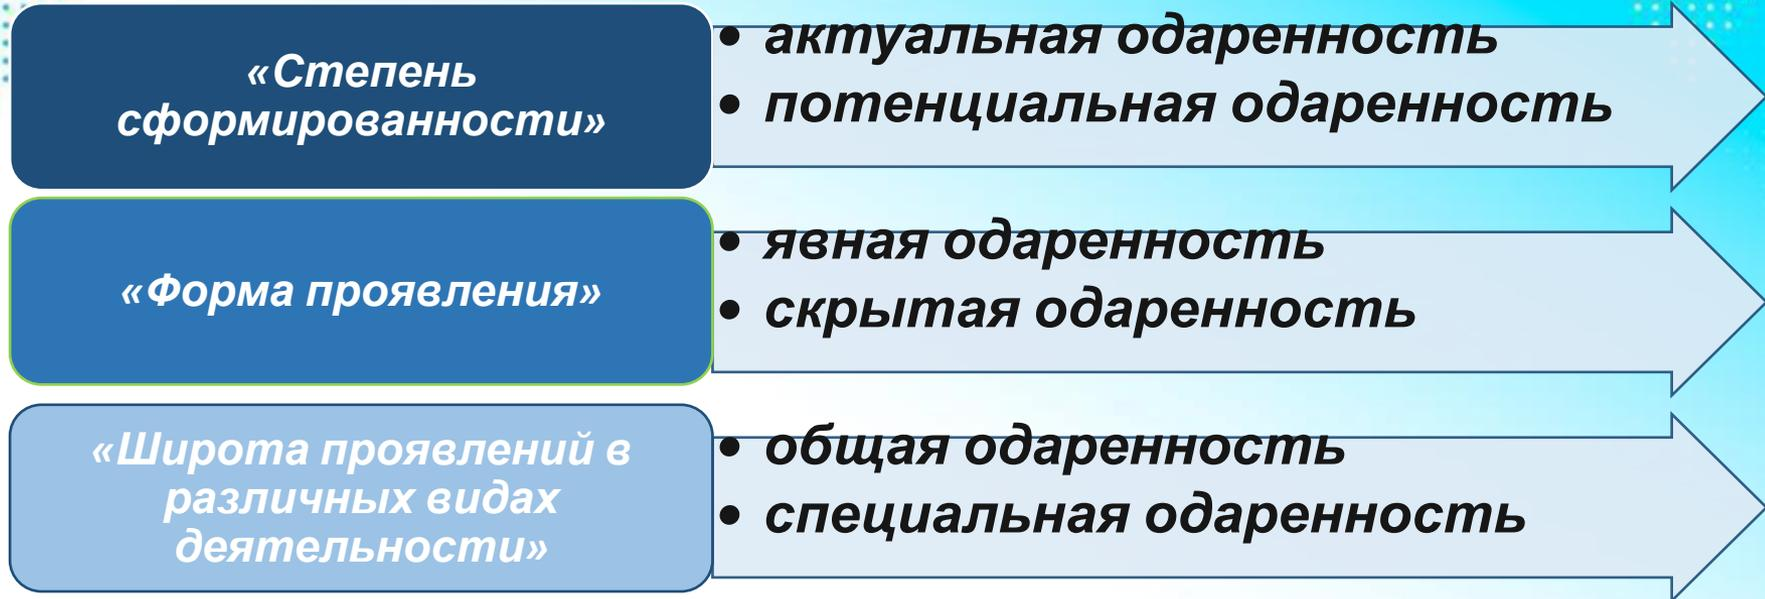 «Степень
сформированности»
• актуальная одаренность
• потенциальная одаренность
«Форма проявления»
• явная одаренность
• скрытая одаренность
«Широта проявлений в
различных видах
деятельности»
• общая одаренность
• специальная одаренность